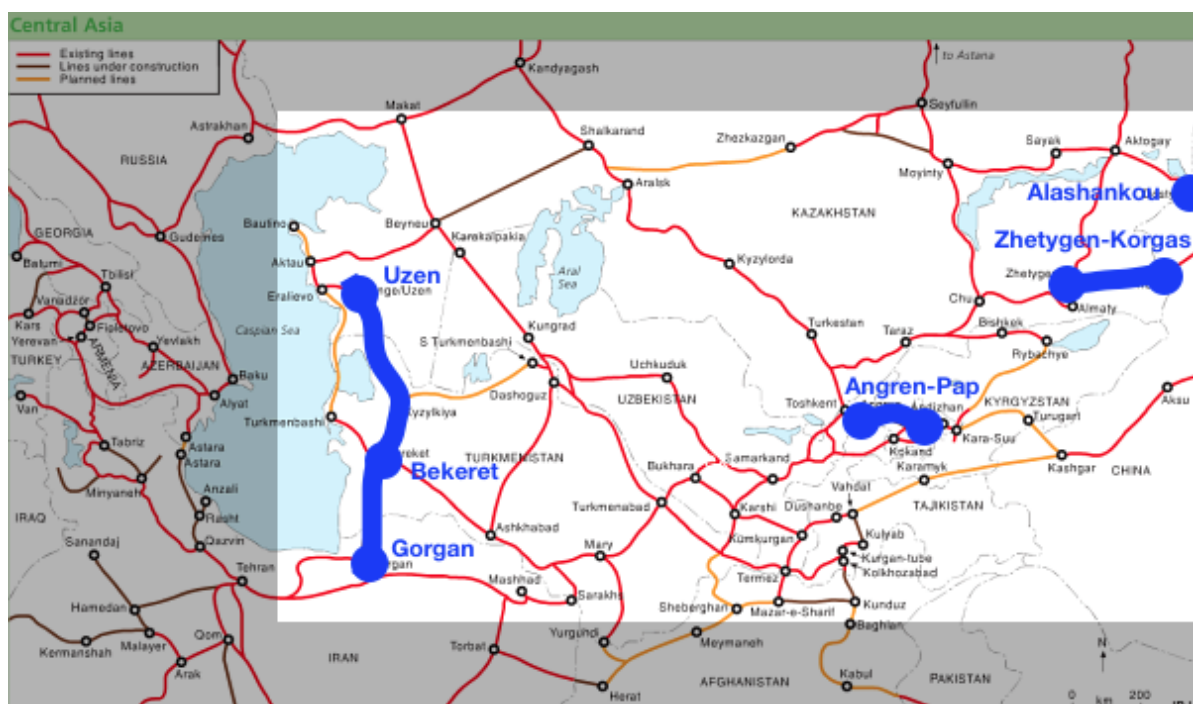 Central Asia
Existing lines
Lines under construction
Planned lines
to Astana
Kandyagash
Makat
Seyfullin
Astrakhan
Shalkarand
Zhezkazgan
Sayak
Aktogay
RUSSIA
Moyinty
Aralsk
Alashankou
KAZAKHSTAN
Bautino
Beyneu
GEORGIA
Gudemes
Karakalpakia
Zhetygen-Korgas
Batumi
Aktau
Aral
Sea
Kyzylorda
Tbilisi
Uzen
Eralievo
Vanadzor
Chu
Almaty
Kars
Fioletovo
Caspian Sea
Kungrad
Turkestan
Taraz
Bishkek
Yerevan
ARMENIA
Yevlakh
S Turkmenbashi
Rybachye
TURKEY
AZERBAIJAN
Uchkuduk
Baku
Dashoguz
UZBEKISTAN
Angren-Pap
Van
Alyat
Kyzylkiya
Toshkent
KYRGYZSTAN
Turugart
Aksu
Turkmenbashi
Tabriz
Astara
Astara
Kara-Suu
Kokand
Bekeret
TURKMENISTAN
Bukhara
Samarkand
Karamyk
Kashgar
CHINA
Minyaneh
Anzali
Vahdat
IRAQ
Rasht
Turkmenabad
Karshi
Dushanbe
TAJIKISTAN
Qazvin
Ashkhabad
Kumkurgan
Kulyab
Sanandaj
Gorgan
Mary
Kurgan-tube
Kolkhozabad
Tehran
Mashhad
Termez
Sarakhs
Hamedan
Sheberghan
Mazar-e-Sharif
Kunduz
Baghlan
Kermanshah
Malayer
Qom
Torbat
Yurgundi
Meymaneh
N
Arak
IRAN
Herat
AFGHANISTAN
Kabul
PAKISTAN
0 km 200